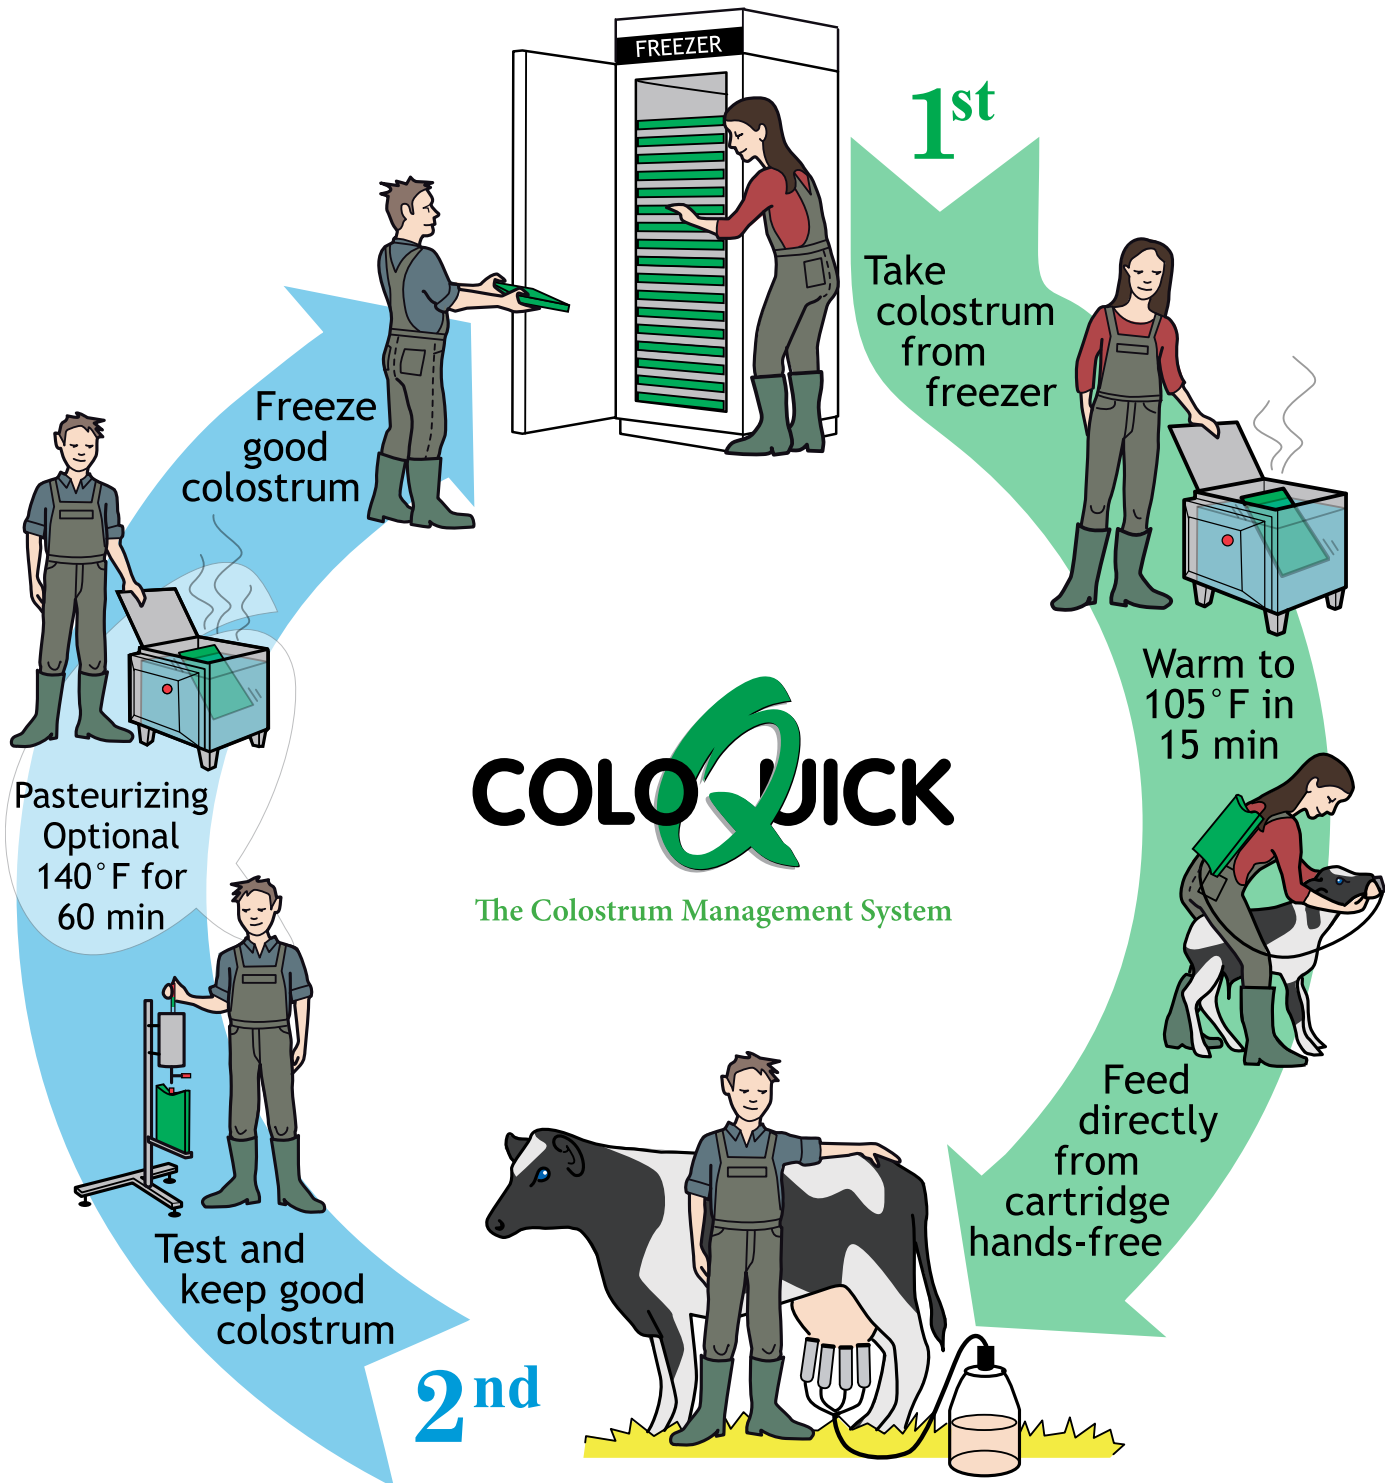 FREEZER
1st
Take
colostrum
from
freezer
Warm to
105°F in
15 min
Feed
directly
from
cartridge
hands-free
2nd
Test and
keep good
colostrum
Pasteurizing
Optional
140°F for
60 min
Freeze
good
colostrum
COLOQUICK
The Colostrum Management System